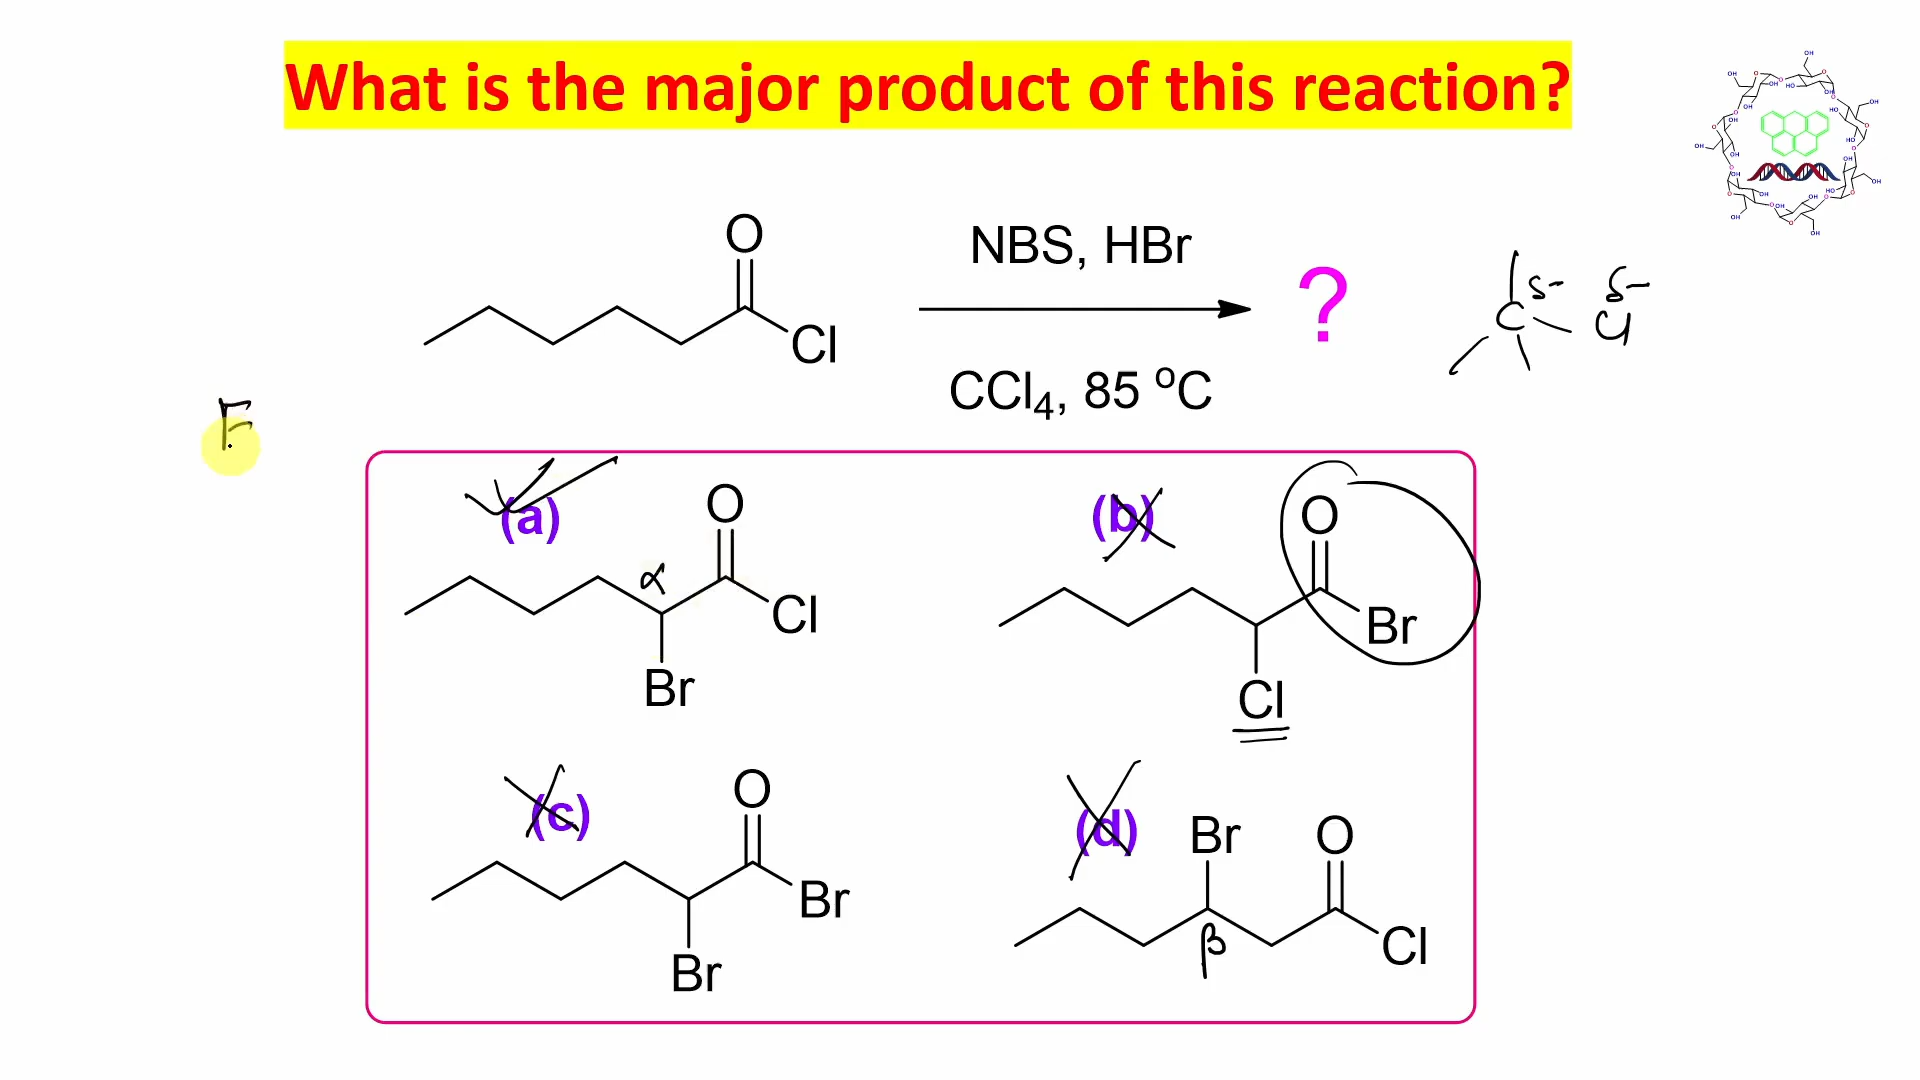 What is the major product of this reaction?
O
Cl
NBS, HBr
CCl₄, 85 °C
?
δ-
δ-
C
Cl
F
(a)
O
α
Cl
Br
(b)
O
Br
Cl
(c)
O
Br
Br
(d)
Br
O
β
Cl